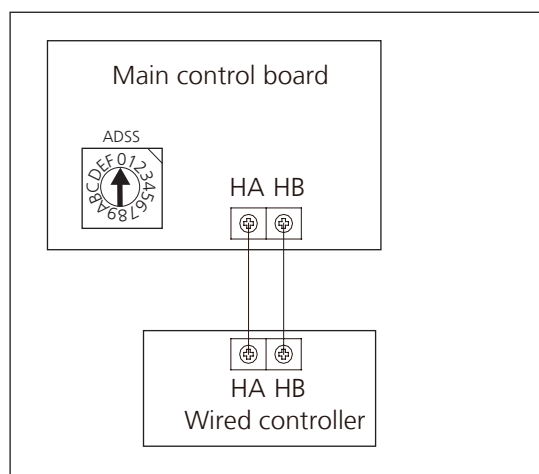 Main control board
ADSS
0123456789ABCDEF
HA HB
HA HB
Wired controller